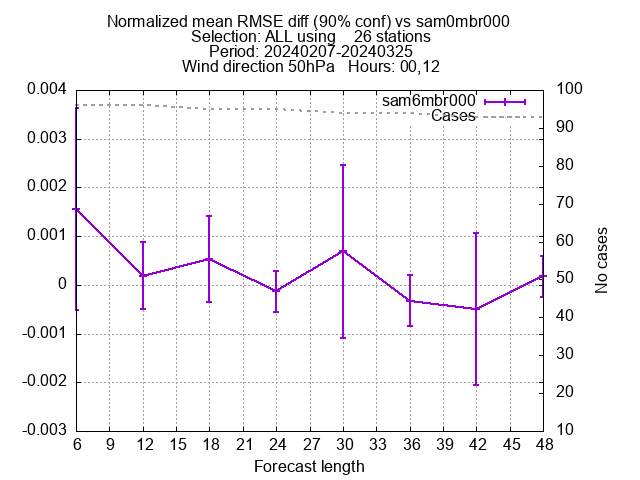 Normalized mean RMSE diff (90% conf) vs sam0mbr000
Selection: ALL using    26 stations
Period: 20240207-20240325
Wind direction 50hPa   Hours: 00,12
sam6mbr000
Cases
0.004
0.003
0.002
0.001
0
-0.001
-0.002
-0.003
100
90
80
70
60
50
40
30
20
10
No cases
6 9 12 15 18 21 24 27 30 33 36 39 42 45 48
Forecast length